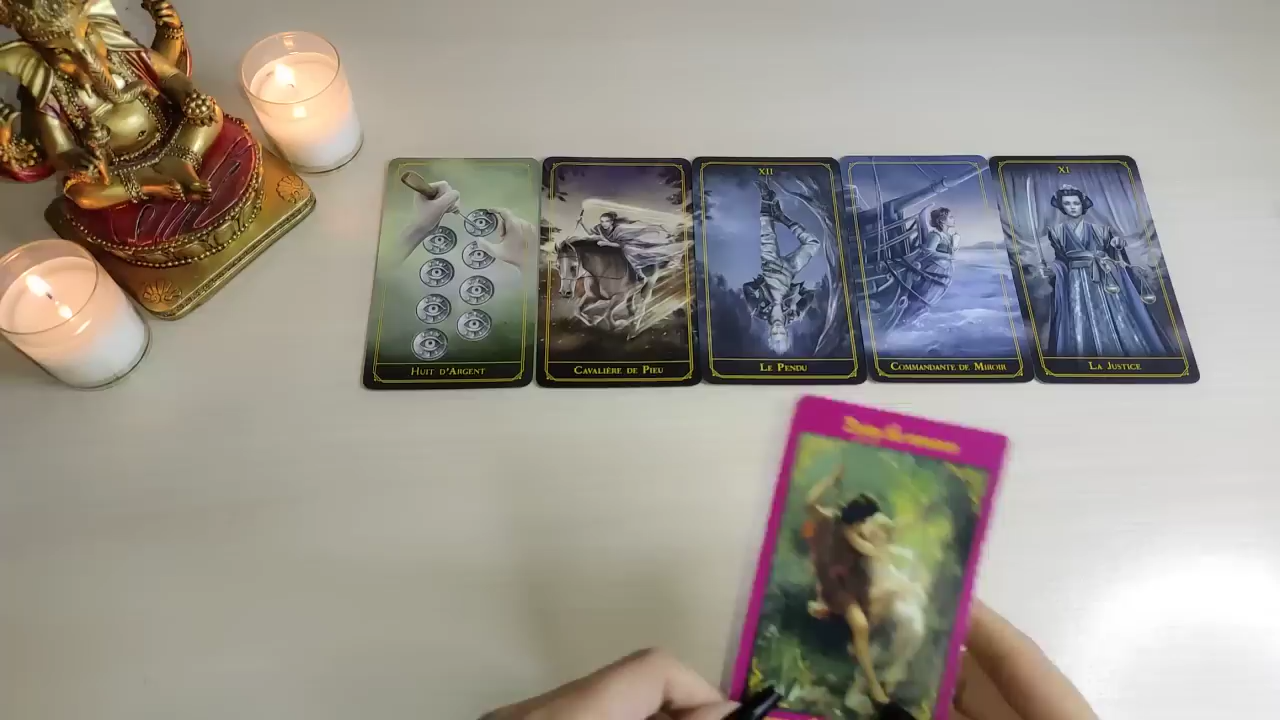 HUIT D'ARGENT
CAVALIÈRE DE PIEU
XII
LE PENDU
COMMANDANTE DE MIROIR
XI
LA JUSTICE